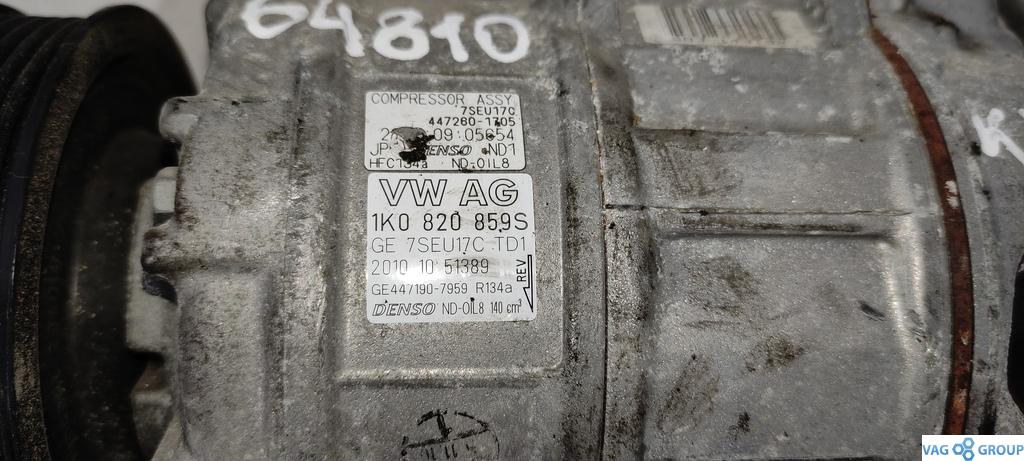 64810
COMPRESSOR ASSY
7SEU17C
447260-1705
09.05654
JP DENSO ND1
HFC134a ND-OIL8
VW AG
1K0 820 859S
GE 7SEU17C TD1
2010 10 51389
GE447190-7959 R134a
REV
DENSO ND-OIL8 140 cm³
VAG GROUP